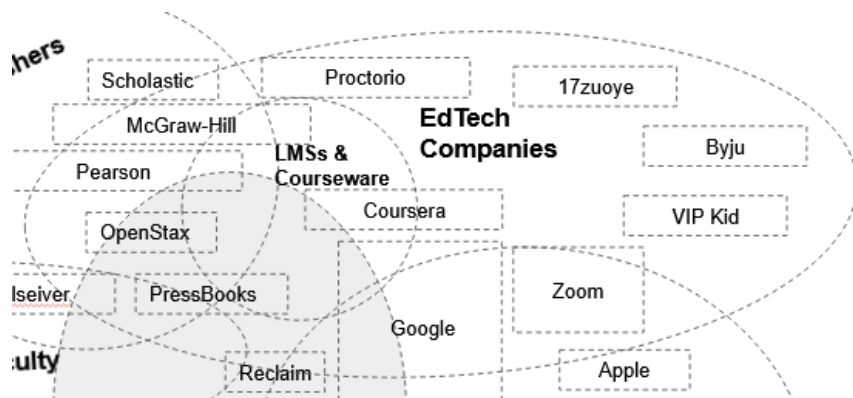 hers
Scholastic
Proctorio
17zuoye
McGraw-Hill
EdTech
Companies
Byju
LMSs &
Courseware
Pearson
Coursera
VIP Kid
OpenStax
lseiver
PressBooks
Zoom
Google
culty
Reclaim
Apple